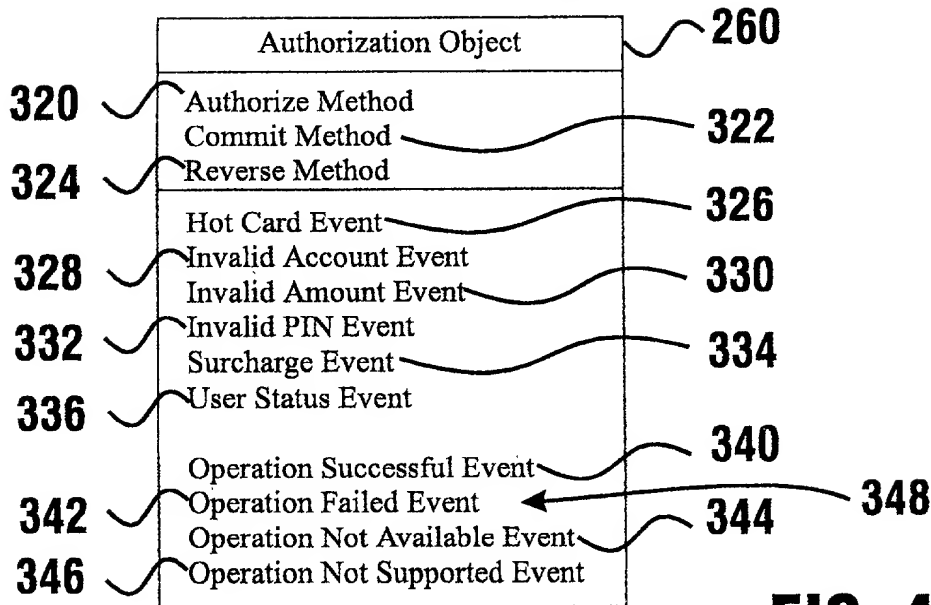 Authorization Object 260
320 Authorize Method
Commit Method 322
324 Reverse Method
Hot Card Event 326
328 Invalid Account Event
Invalid Amount Event 330
332 Invalid PIN Event
Surcharge Event 334
336 User Status Event
Operation Successful Event 340
342 Operation Failed Event 348
Operation Not Available Event 344
346 Operation Not Supported Event